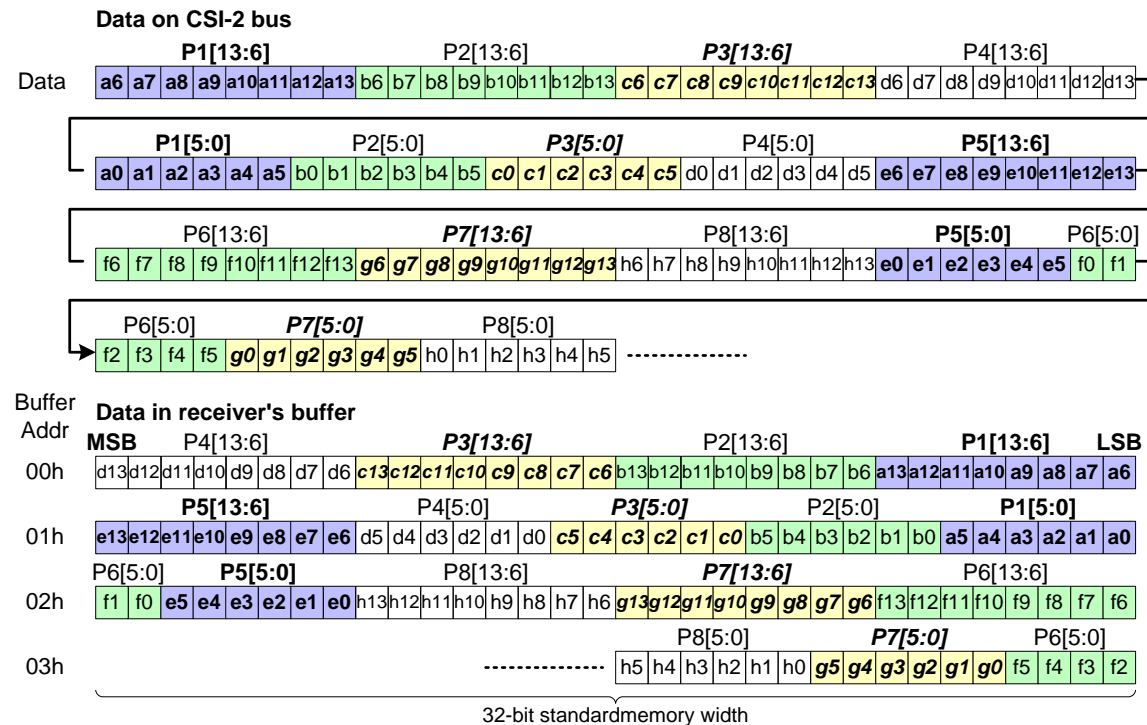 Data on CSI-2 bus
P1[13:6] P2[13:6] P3[13:6] P4[13:6]
Data a6 a7 a8 a9 a10 a11 a12 a13 b6 b7 b8 b9 b10 b11 b12 b13 c6 c7 c8 c9 c10 c11 c12 c13 d6 d7 d8 d9 d10 d11 d12 d13
P1[5:0] P2[5:0] P3[5:0] P4[5:0] P5[13:6]
a0 a1 a2 a3 a4 a5 b0 b1 b2 b3 b4 b5 c0 c1 c2 c3 c4 c5 d0 d1 d2 d3 d4 d5 e6 e7 e8 e9 e10 e11 e12 e13
P6[13:6] P7[13:6] P8[13:6] P5[5:0] P6[5:0]
f6 f7 f8 f9 f10 f11 f12 f13 g6 g7 g8 g9 g10 g11 g12 g13 h6 h7 h8 h9 h10 h11 h12 h13 e0 e1 e2 e3 e4 e5 f0 f1
P6[5:0] P7[5:0] P8[5:0]
f2 f3 f4 f5 g0 g1 g2 g3 g4 g5 h0 h1 h2 h3 h4 h5
Buffer Addr
Data in receiver's buffer
MSB P4[13:6] P3[13:6] P2[13:6] P1[13:6] LSB
00h d13 d12 d11 d10 d9 d8 d7 d6 c13 c12 c11 c10 c9 c8 c7 c6 b13 b12 b11 b10 b9 b8 b7 b6 a13 a12 a11 a10 a9 a8 a7 a6
P5[13:6] P4[5:0] P3[5:0] P2[5:0] P1[5:0]
01h e13 e12 e11 e10 e9 e8 e7 e6 d5 d4 d3 d2 d1 d0 c5 c4 c3 c2 c1 c0 b5 b4 b3 b2 b1 b0 a5 a4 a3 a2 a1 a0
P6[5:0] P5[5:0] P8[13:6] P7[13:6] P6[13:6]
02h f1 f0 e5 e4 e3 e2 e1 e0 h13 h12 h11 h10 h9 h8 h7 h6 g13 g12 g11 g10 g9 g8 g7 g6 f13 f12 f11 f10 f9 f8 f7 f6
P8[5:0] P7[5:0] P6[5:0]
03h h5 h4 h3 h2 h1 h0 g5 g4 g3 g2 g1 g0 f5 f4 f3 f2
32-bit standardmemory width